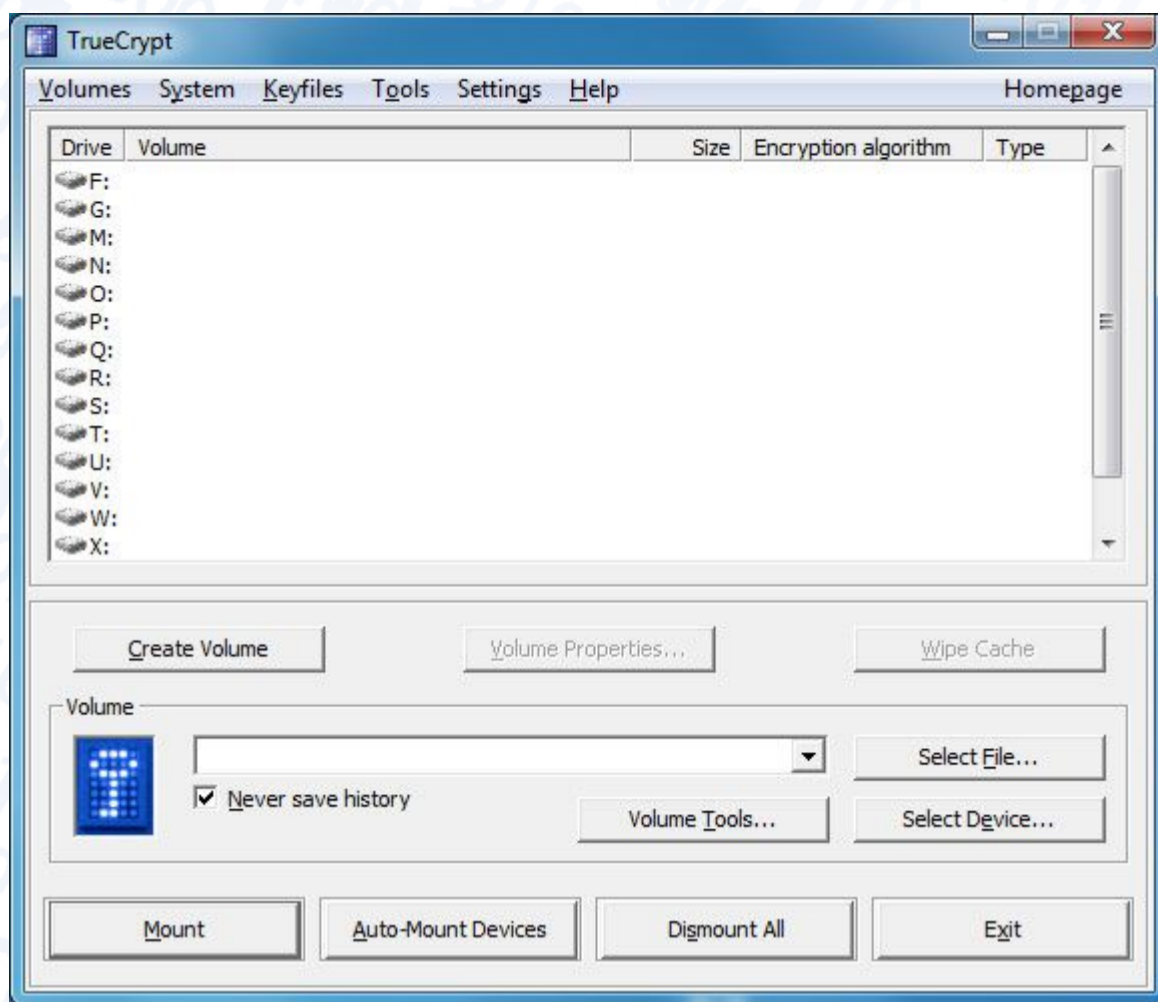 TrueCrypt
Volumes System Keyfiles Tools Settings Help Homepage
Drive Volume Size Encryption algorithm Type
F:
G:
M:
N:
O:
P:
Q:
R:
S:
T:
U:
V:
W:
X:
Create Volume Volume Properties... Wipe Cache
Volume
Select File...
Never save history
Volume Tools... Select Device...
Mount Auto-Mount Devices Dismount All Exit